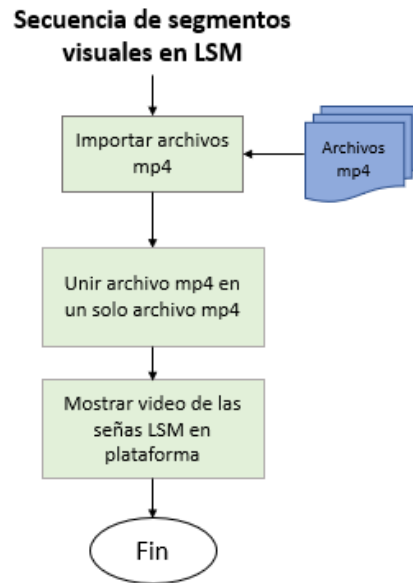 Secuencia de segmentos
visuales en LSM
Importar archivos
mp4
Archivos
mp4
Unir archivo mp4 en
un solo archivo mp4
Mostrar video de las
señas LSM en
plataforma
Fin